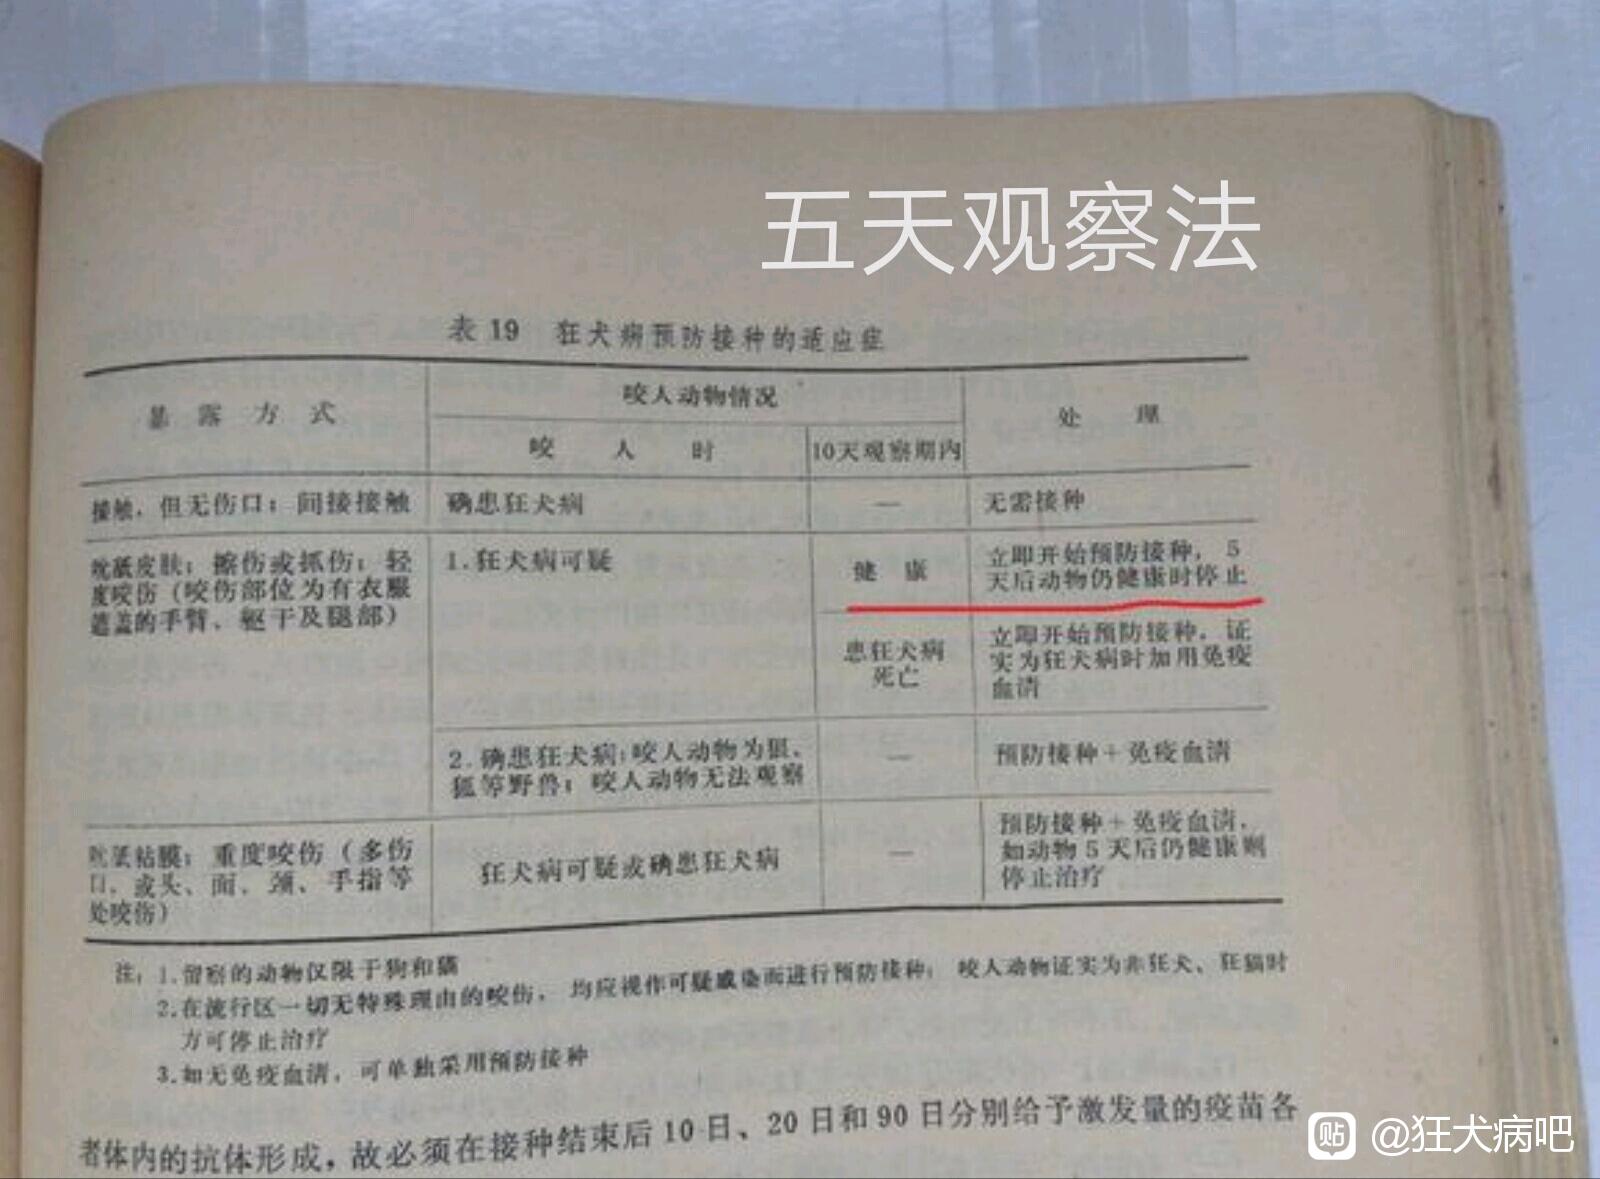 五天观察法
表 19 狂犬病预防接种的适应症
暴露方式
咬人动物情况
处理
咬人时
10天观察期内
接触，但无伤口；间接接触
确患狂犬病
—
无需接种
舐皮肤；擦伤或抓伤；轻
度咬伤（咬伤部位为有衣服
遮盖的手臂、躯干及腿部）
1.狂犬病可疑
健康
立即开始预防接种，5
天后动物仍健康时停止
患狂犬病
死亡
立即开始预防接种，证
实为狂犬病时加用免疫
血清
2.确患狂犬病；咬人动物为狼、
狐等野兽；咬人动物无法观察
—
预防接种＋免疫血清
舐粘膜；重度咬伤（多伤
口，或头、面、颈、手指等
处咬伤）
狂犬病可疑或确患狂犬病
—
预防接种＋免疫血清，
如动物5天后仍健康则
停止治疗
注：1.留察的动物仅限于狗和猫
2.在流行区一切无特殊理由的咬伤，均应视作可疑感染而进行预防接种；咬人动物证实为非狂犬、狂猫时
方可停止治疗
3.如无免疫血清，可单独采用预防接种
者体内的抗体形成，故必须在接种结束后10日、20日和90日分别给予激发量的疫苗各
贴 @狂犬病吧